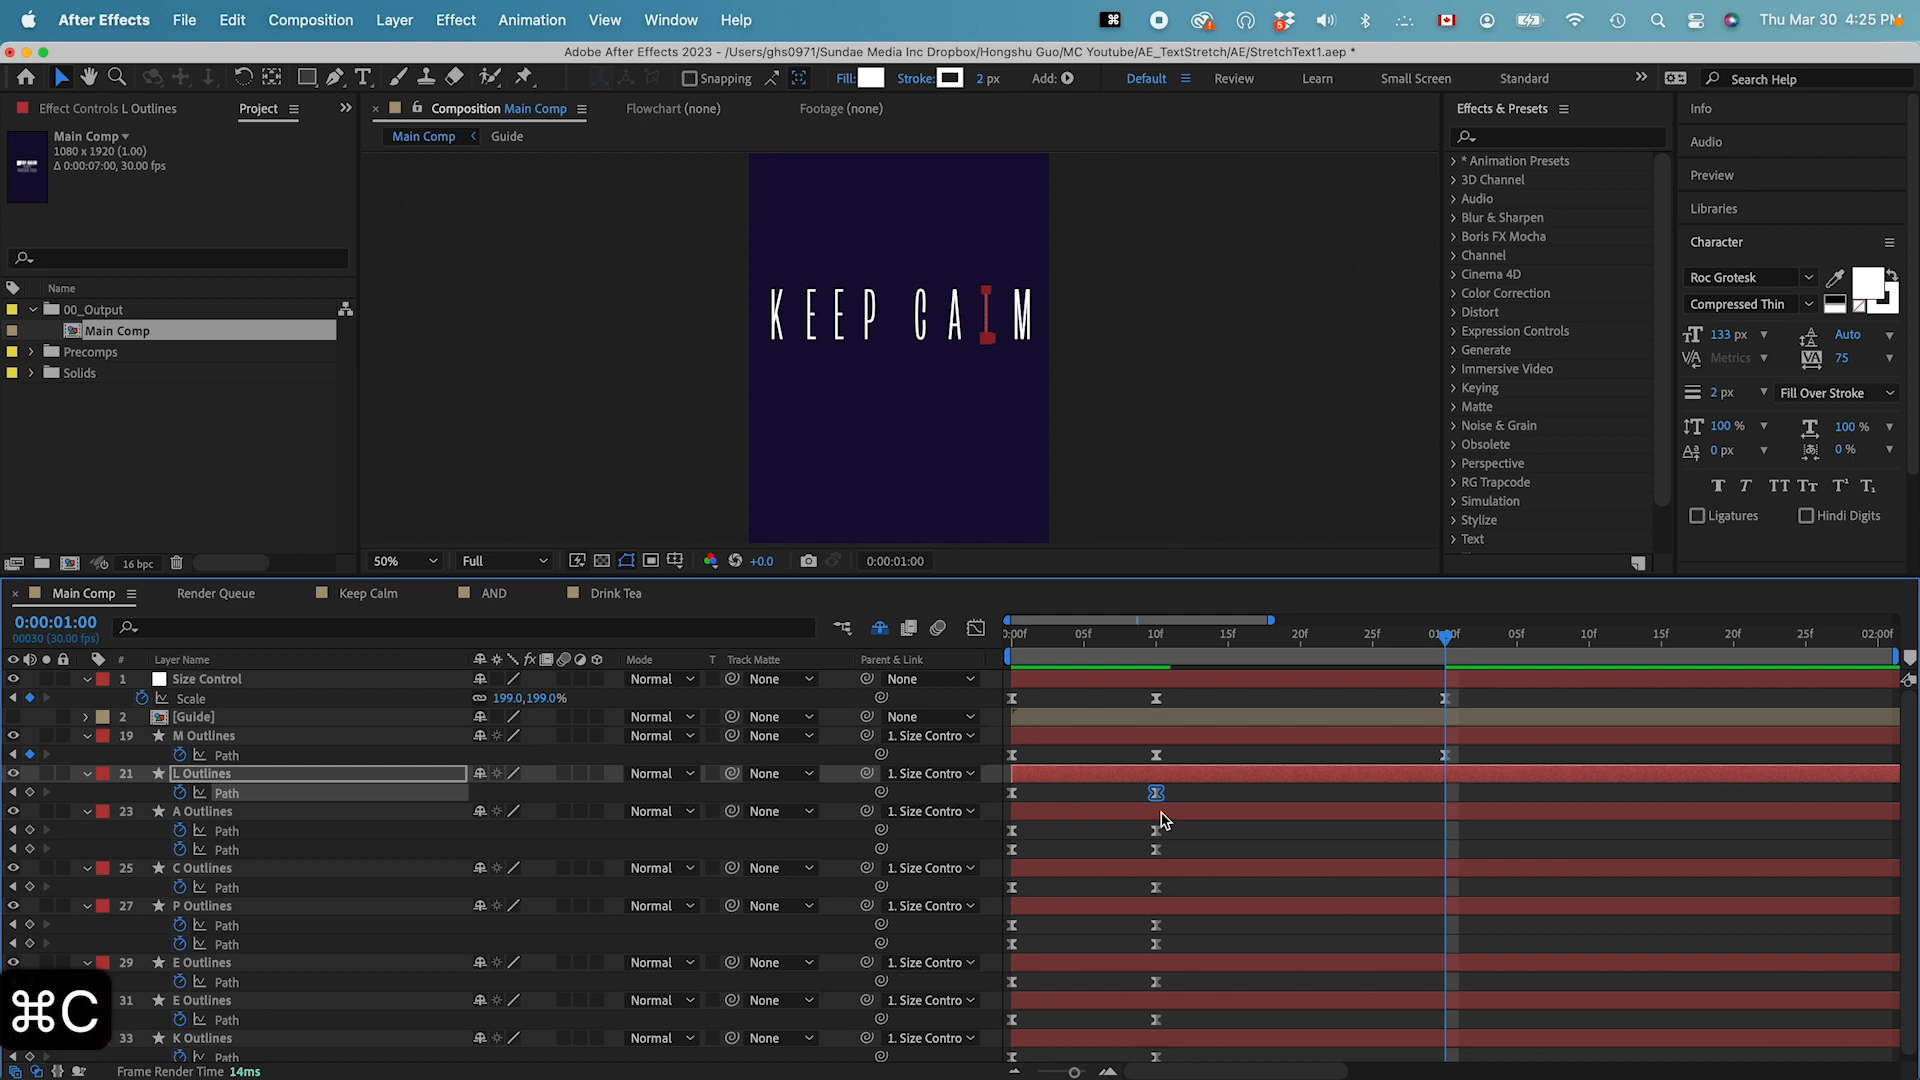 After Effects File Edit Composition Layer Effect Animation View Window Help Thu Mar 30 4:25 PM
Adobe After Effects 2023 - /Users/ghs0971/Sundae Media Inc Dropbox/Hongshu Guo/MC Youtube/AE_TextStretch/AE/StretchText1.aep *
Snapping Fill: Stroke: 2 px Add: Default Review Learn Small Screen Standard Search Help
Effect Controls L Outlines Project Composition Main Comp Flowchart (none) Footage (none) Effects & Presets Info
Main Comp 1080 x 1920 (1.00) Δ 0:00:07:00, 30.00 fps
Main Comp Guide
Name
00_Output
Main Comp
Precomps
Solids
16 bpc
KEEP CALM
50% Full +0.0 0:00:01:00
* Animation Presets
3D Channel
Audio
Blur & Sharpen
Boris FX Mocha
Channel
Cinema 4D
Color Correction
Distort
Expression Controls
Generate
Immersive Video
Keying
Matte
Noise & Grain
Obsolete
Perspective
RG Trapcode
Simulation
Stylize
Text
Audio
Preview
Libraries
Character
Roc Grotesk
Compressed Thin
133 px Auto
Metrics 75
2 px Fill Over Stroke
100 % 100 %
0 px 0 %
Ligatures Hindi Digits
Main Comp Render Queue Keep Calm AND Drink Tea
0:00:01:00
00030 (30.00 fps)
05f 10f 15f 20f 25f 05f 10f 15f 20f 25f 02:00f
# Layer Name Mode T Track Matte Parent & Link
1 Size Control Normal None None
Scale 199.0,199.0%
2 [Guide] Normal None None
19 M Outlines Normal None 1. Size Contro
Path
21 L Outlines Normal None 1. Size Contro
Path
23 A Outlines Normal None 1. Size Contro
Path
Path
25 C Outlines Normal None 1. Size Contro
Path
27 P Outlines Normal None 1. Size Contro
Path
Path
29 E Outlines Normal None 1. Size Contro
Path
31 E Outlines Normal None 1. Size Contro
Path
33 K Outlines Normal None 1. Size Contro
Path
⌘C
Frame Render Time 14ms